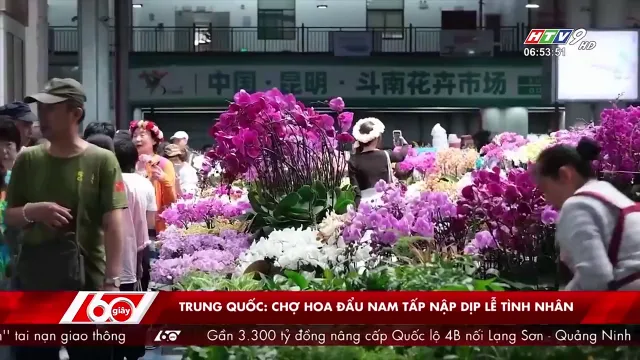 HTV9 HD
06:53:51
中国·昆明·斗南花卉市场
60 giây
TRUNG QUỐC: CHỢ HOA ĐẨU NAM TẤP NẬP DỊP LỄ TÌNH NHÂN
" tai nạn giao thông
Gần 3.300 tỷ đồng nâng cấp Quốc lộ 4B nối Lạng Sơn - Quảng Ninh